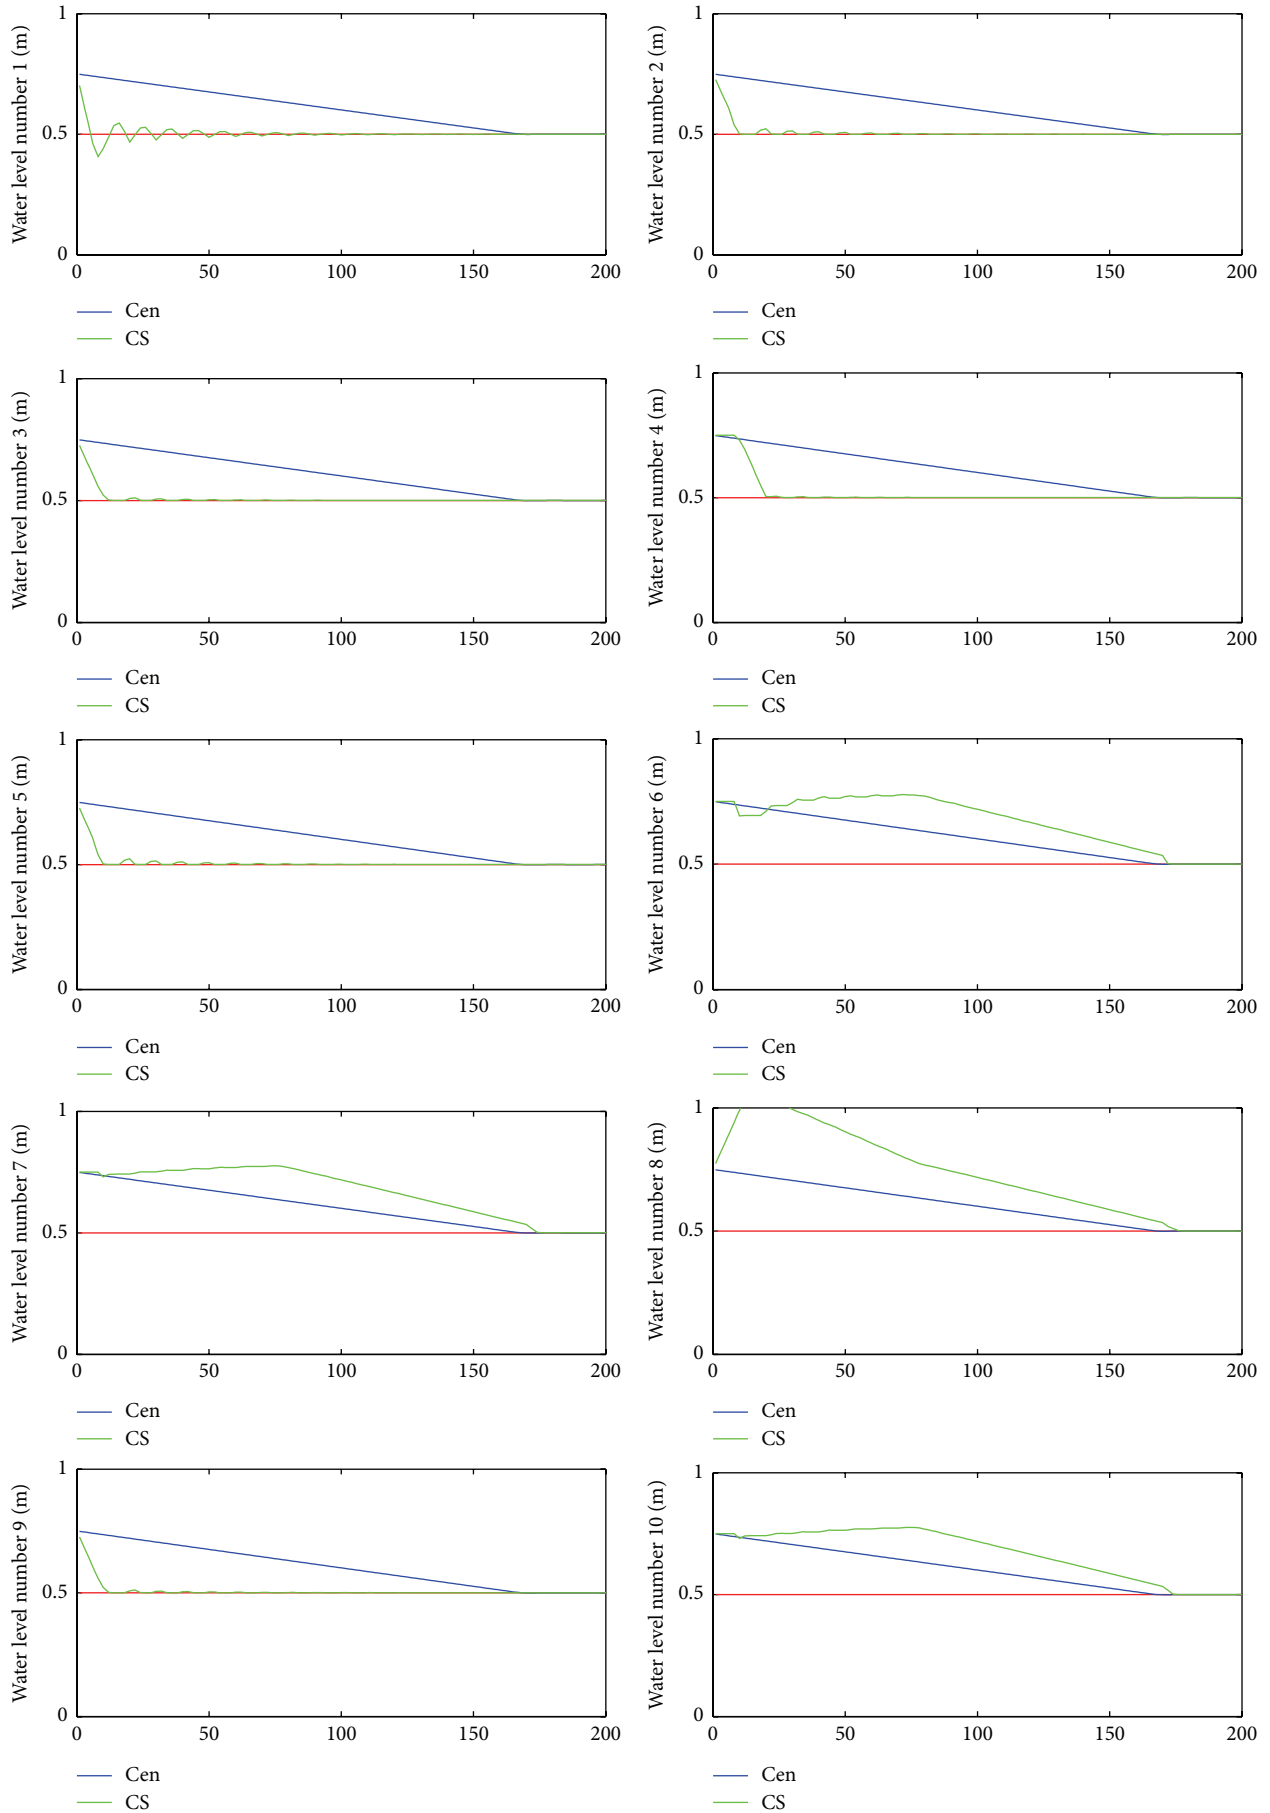 Water level number 1 (m)
1
0.5
0
0 50 100 150 200
Cen
CS
Water level number 2 (m)
1
0.5
0
0 50 100 150 200
Cen
CS
Water level number 3 (m)
1
0.5
0
0 50 100 150 200
Cen
CS
Water level number 4 (m)
1
0.5
0
0 50 100 150 200
Cen
CS
Water level number 5 (m)
1
0.5
0
0 50 100 150 200
Cen
CS
Water level number 6 (m)
1
0.5
0
0 50 100 150 200
Cen
CS
Water level number 7 (m)
1
0.5
0
0 50 100 150 200
Cen
CS
Water level number 8 (m)
1
0.5
0
0 50 100 150 200
Cen
CS
Water level number 9 (m)
1
0.5
0
0 50 100 150 200
Cen
CS
Water level number 10 (m)
1
0.5
0
0 50 100 150 200
Cen
CS